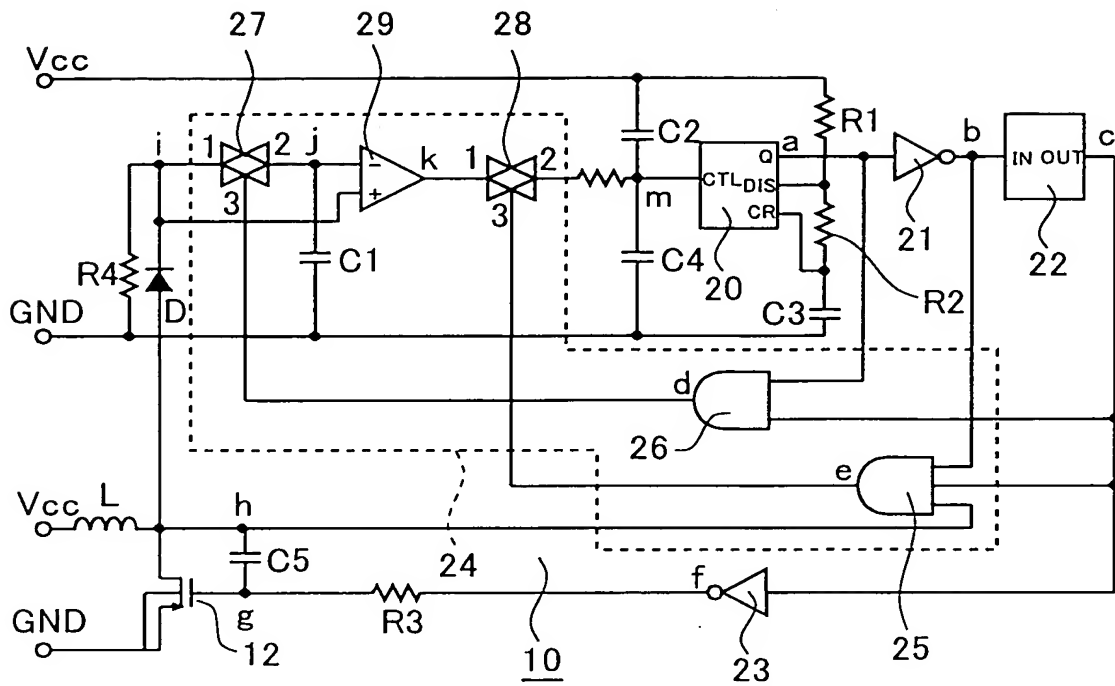 27 29 28
Vcc
i 1 2 j - k 1 2 C2 R1 a b c
3 + 3 m CTL Q DIS CR IN OUT
R4 D C1 C4 20 21 22
GND C3 R2
d 26
e 25
Vcc L h
C5 24 f
g R3 23
GND 12 10